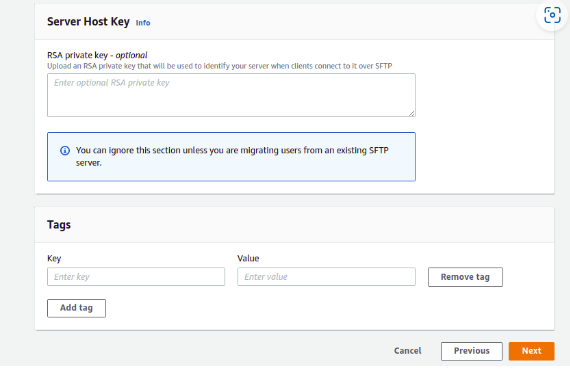 Server Host Key Info
RSA private key - optional
Upload an RSA private key that will be used to identify your server when clients connect to it over SFTP
Enter optional RSA private key
You can ignore this section unless you are migrating users from an existing SFTP
server.
Tags
Key Value
Enter key Enter value Remove tag
Add tag
Cancel Previous Next